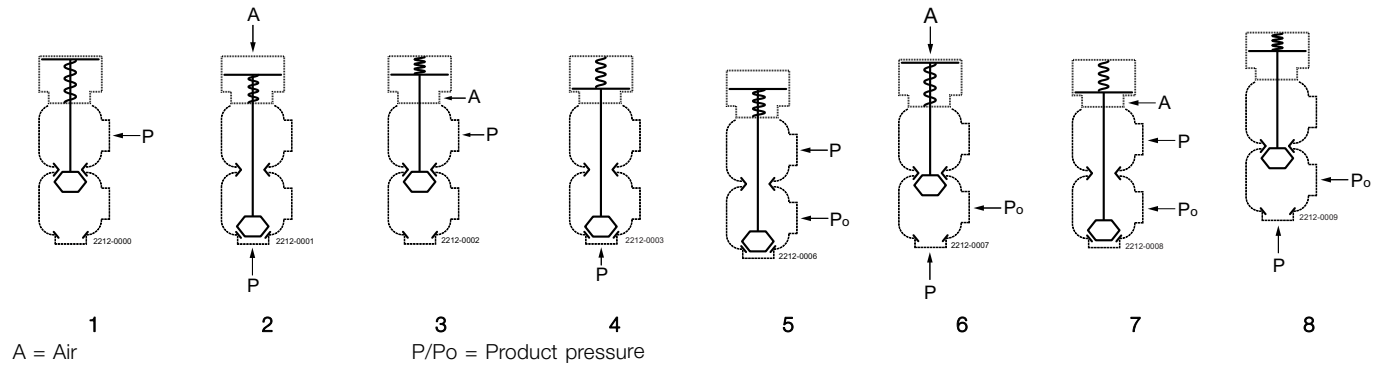 A
A
P
A
P
P
Po
Po
A
P
Po
Po
2212-0000
2212-0001
2212-0002
2212-0003
2212-0006
2212-0007
2212-0008
2212-0009
P
P
P
P
1 2 3 4 5 6 7 8
A = Air P/Po = Product pressure